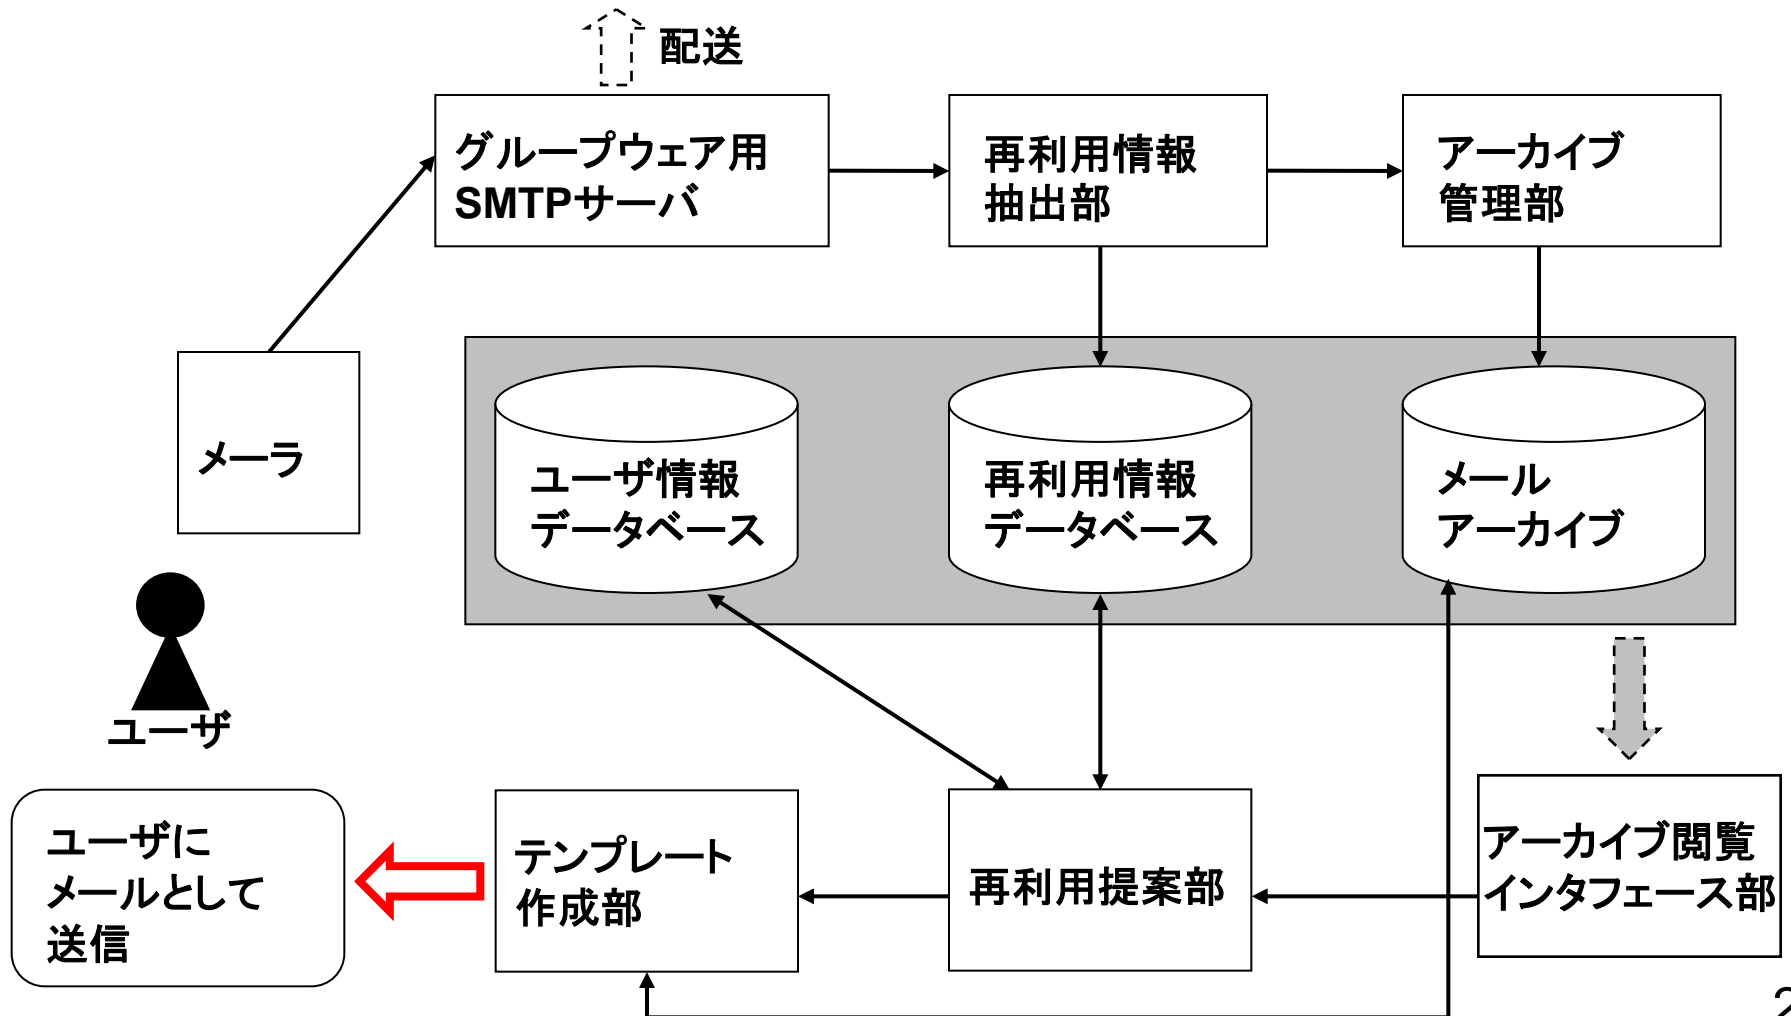 配送
グループウェア用
SMTPサーバ
再利用情報
抽出部
アーカイブ
管理部
メーラ
ユーザ情報
データベース
再利用情報
データベース
メール
アーカイブ
ユーザ
ユーザに
メールとして
送信
テンプレート
作成部
再利用提案部
アーカイブ閲覧
インタフェース部
2